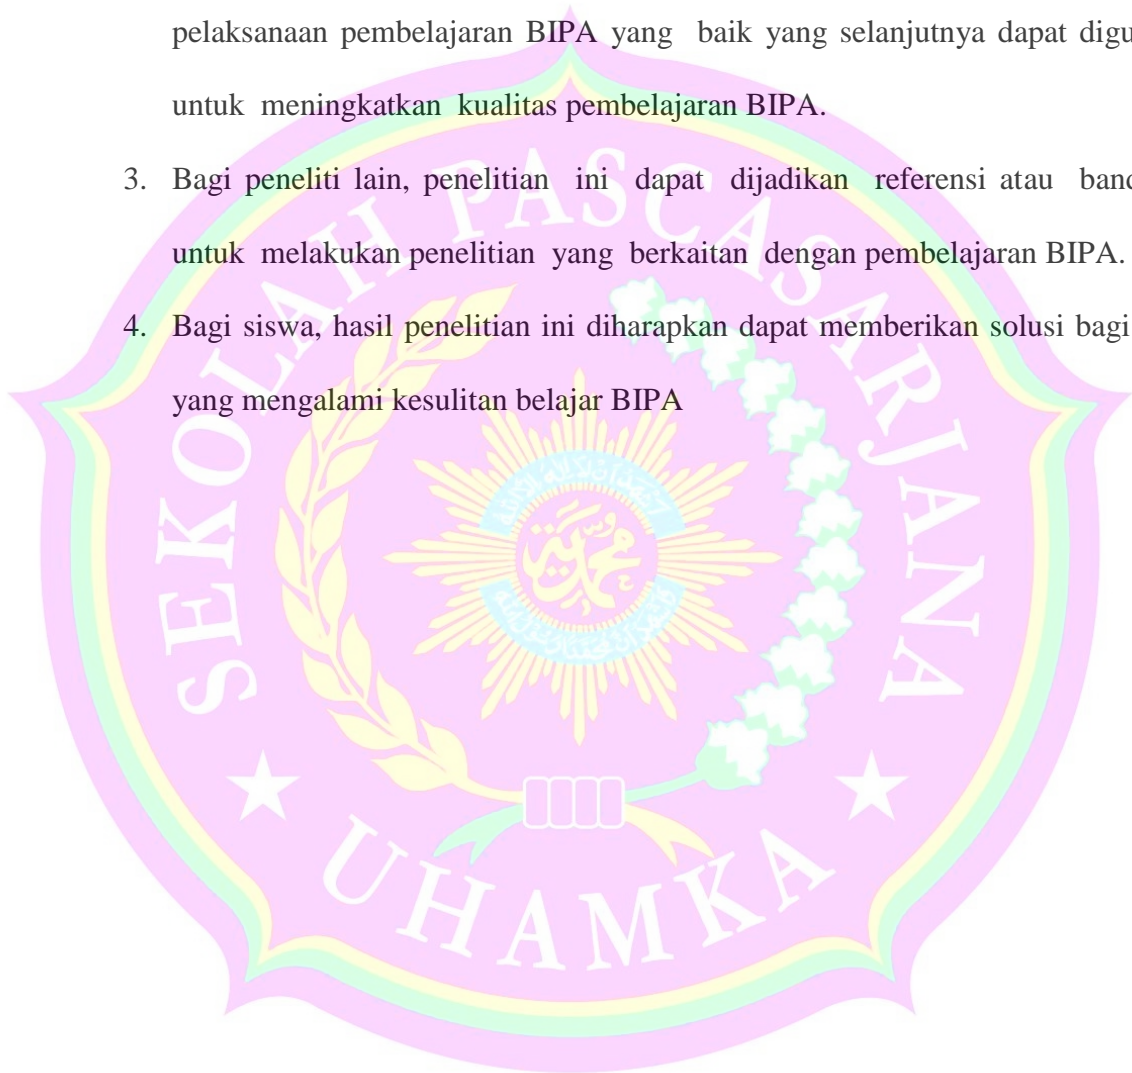 pelaksanaan pembelajaran BIPA yang baik yang selanjutnya dapat digu
untuk meningkatkan kualitas pembelajaran BIPA.
3. Bagi peneliti lain, penelitian ini dapat dijadikan referensi atau
untuk melakukan penelitian yang berkaitan dengan pembelajaran BIPA.
4. Bagi siswa, hasil penelitian ini diharapkan dapat memberikan solusi bagi
yang mengalami kesulitan belajar BIPA
SEKOLAH PASCASARJANA
UHAMKA